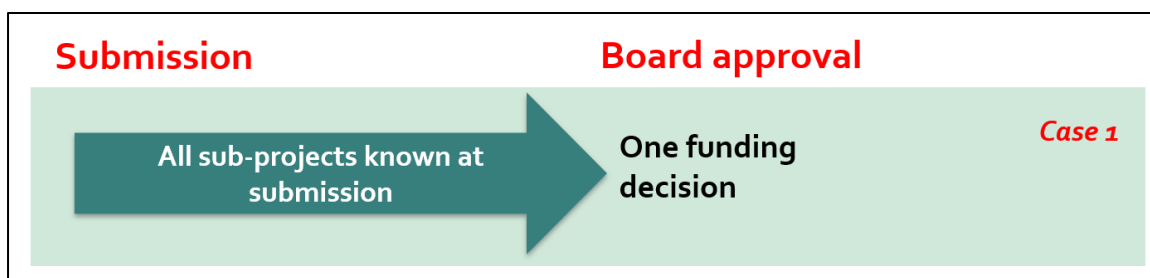 Submission
Board approval
All sub-projects known at
submission
One funding
decision
Case 1